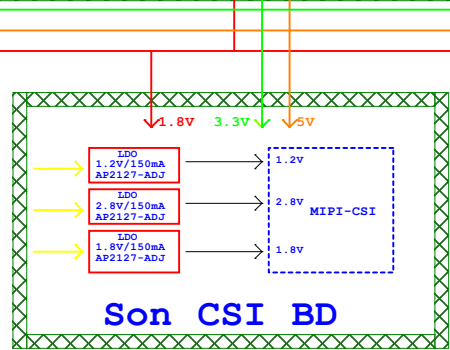 1.8V 3.3V 5V
LDO
1.2V/150mA
AP2127-ADJ
1.2V
LDO
2.8V/150mA
AP2127-ADJ
2.8V
MIPI-CSI
LDO
1.8V/150mA
AP2127-ADJ
1.8V
Son CSI BD